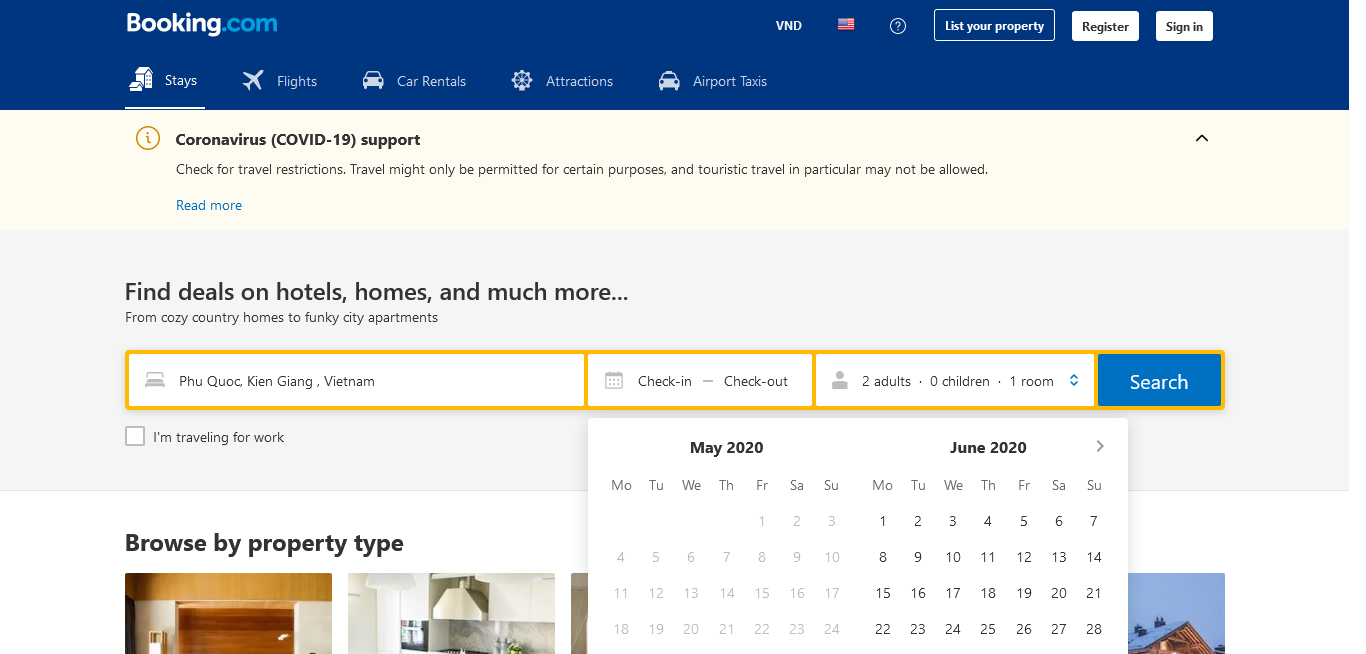 Booking.com
VND
List your property
Register
Sign in
Stays
Flights
Car Rentals
Attractions
Airport Taxis
Coronavirus (COVID-19) support
Check for travel restrictions. Travel might only be permitted for certain purposes, and touristic travel in particular may not be allowed.
Read more
Find deals on hotels, homes, and much more...
From cozy country homes to funky city apartments
Phu Quoc, Kien Giang , Vietnam
Check-in — Check-out
2 adults · 0 children · 1 room
Search
I'm traveling for work
May 2020
Mo Tu We Th Fr Sa Su
1 2 3
4 5 6 7 8 9 10
11 12 13 14 15 16 17
18 19 20 21 22 23 24
June 2020
Mo Tu We Th Fr Sa Su
1 2 3 4 5 6 7
8 9 10 11 12 13 14
15 16 17 18 19 20 21
22 23 24 25 26 27 28
Browse by property type